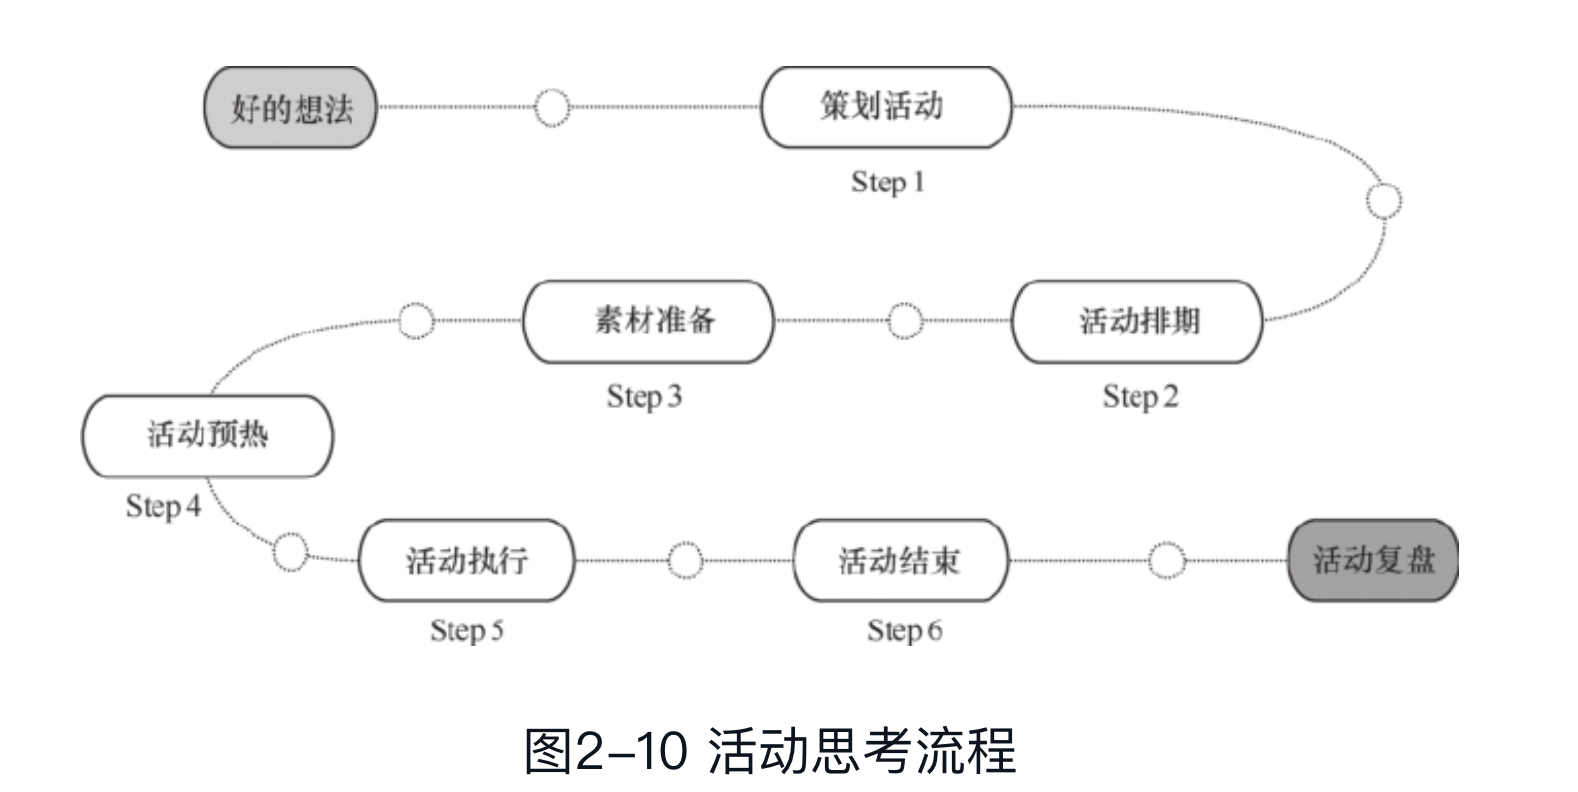 好的想法
策划活动
Step 1
活动排期
Step 2
素材准备
Step 3
活动预热
Step 4
活动执行
Step 5
活动结束
Step 6
活动复盘
图2-10 活动思考流程